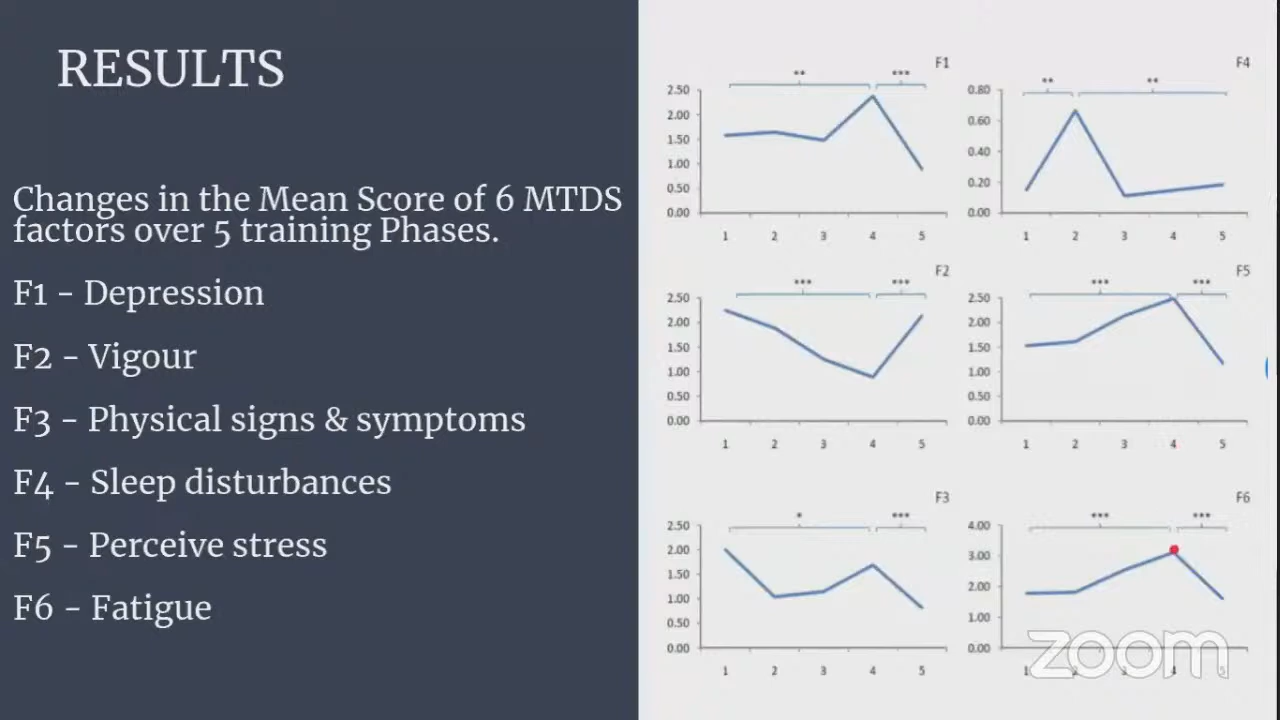 RESULTS
Changes in the Mean Score of 6 MTDS
factors over 5 training Phases.
F1 - Depression
F2 - Vigour
F3 - Physical signs & symptoms
F4 - Sleep disturbances
F5 - Perceive stress
F6 - Fatigue
F1
** ***
2.50
2.00
1.50
1.00
0.50
0.00
1 2 3 4 5
F4
** **
0.80
0.60
0.40
0.20
0.00
1 2 3 4 5
F2
*** ***
2.50
2.00
1.50
1.00
0.50
0.00
1 2 3 4 5
F5
*** ***
2.50
2.00
1.50
1.00
0.50
0.00
1 2 3 4 5
F3
* ***
2.50
2.00
1.50
1.00
0.50
0.00
1 2 3 4 5
F6
*** ***
4.00
3.00
2.00
1.00
0.00
1 2 3 4 5
zoom